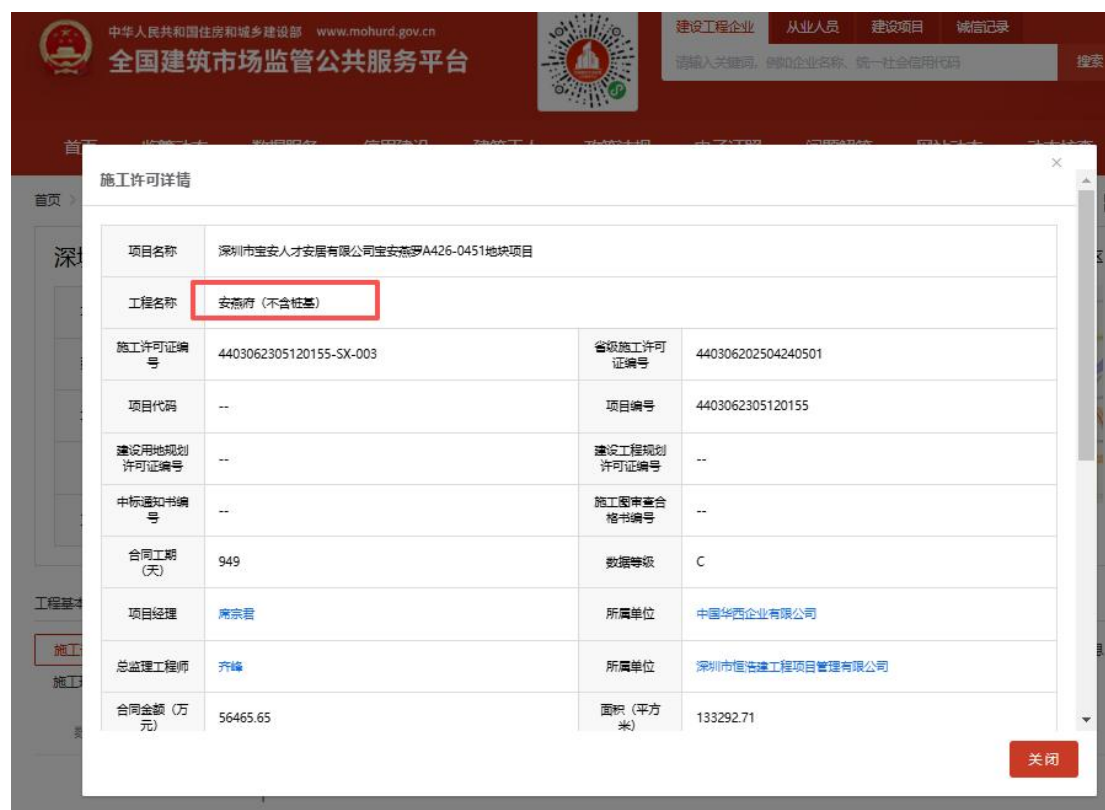 中华人民共和国住房和城乡建设部 www.mohurd.gov.cn
全国建筑市场监管公共服务平台
建设工程企业 从业人员 建设项目 诚信记录
请输入关键词，例如企业名称、统一社会信用代码 搜索
首页
施工许可详情
×
项目名称 深圳市宝安人才安居有限公司宝安燕罗A426-0451地块项目
工程名称 安燕府（不含桩基）
施工许可证编号 4403062305120155-SX-003 省级施工许可证编号 440306202504240501
项目代码 -- 项目编号 4403062305120155
建设用地规划许可证编号 -- 建设工程规划许可证编号 --
中标通知书编号 -- 施工图审查合格书编号 --
合同工期（天） 949 数据等级 C
项目经理 席宗君 所属单位 中国华西企业有限公司
总监理工程师 齐峰 所属单位 深圳市恒浩建工程项目管理有限公司
合同金额（万元） 56465.65 面积（平方米） 133292.71
工程基本
关闭